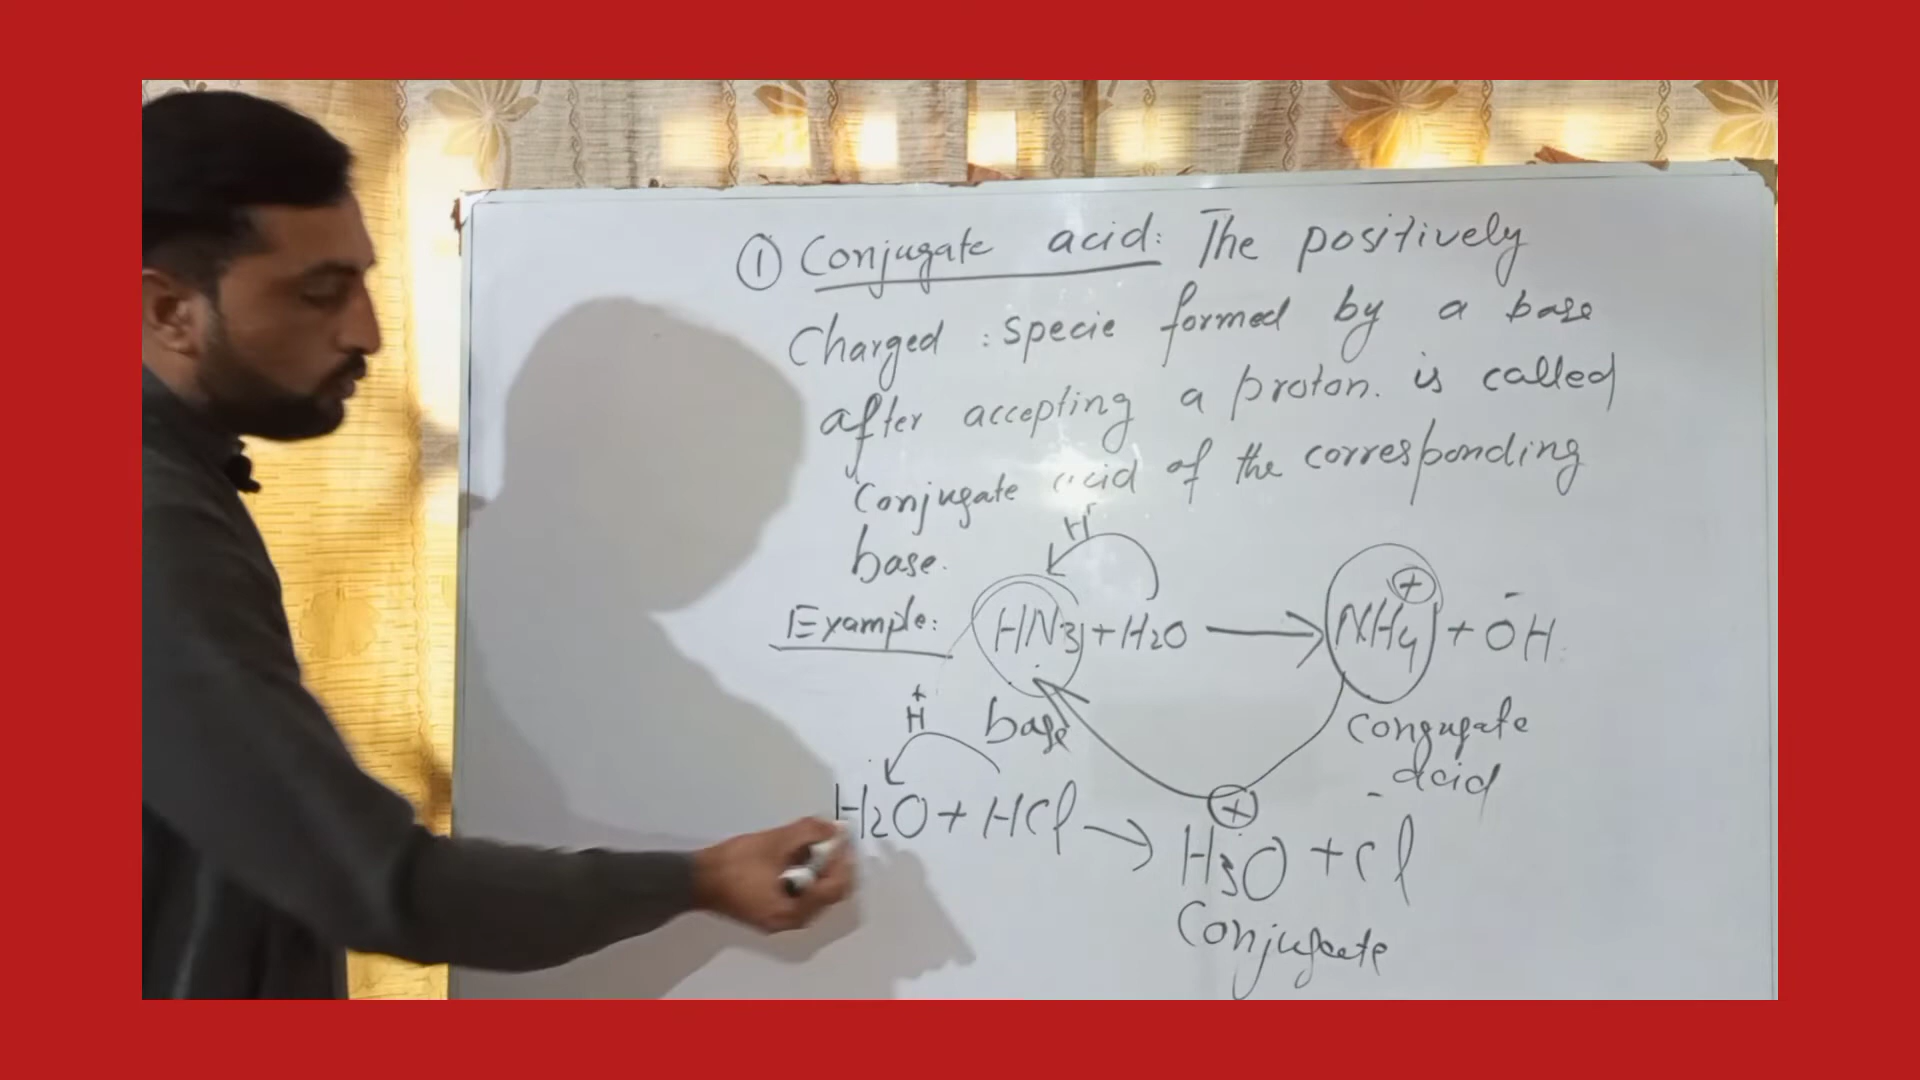 ① Conjugate acid: The positively
Charged : specie formed by a base
after accepting a proton. is called
Conjugate acid of the corresponding
base.
H⁺
Example: HN3 + H2O → NH4⁺ + ŌH
base
conjugate
acid
H⁺
H2O + HCl → H3O⁺ + Cl⁻
Conjugate